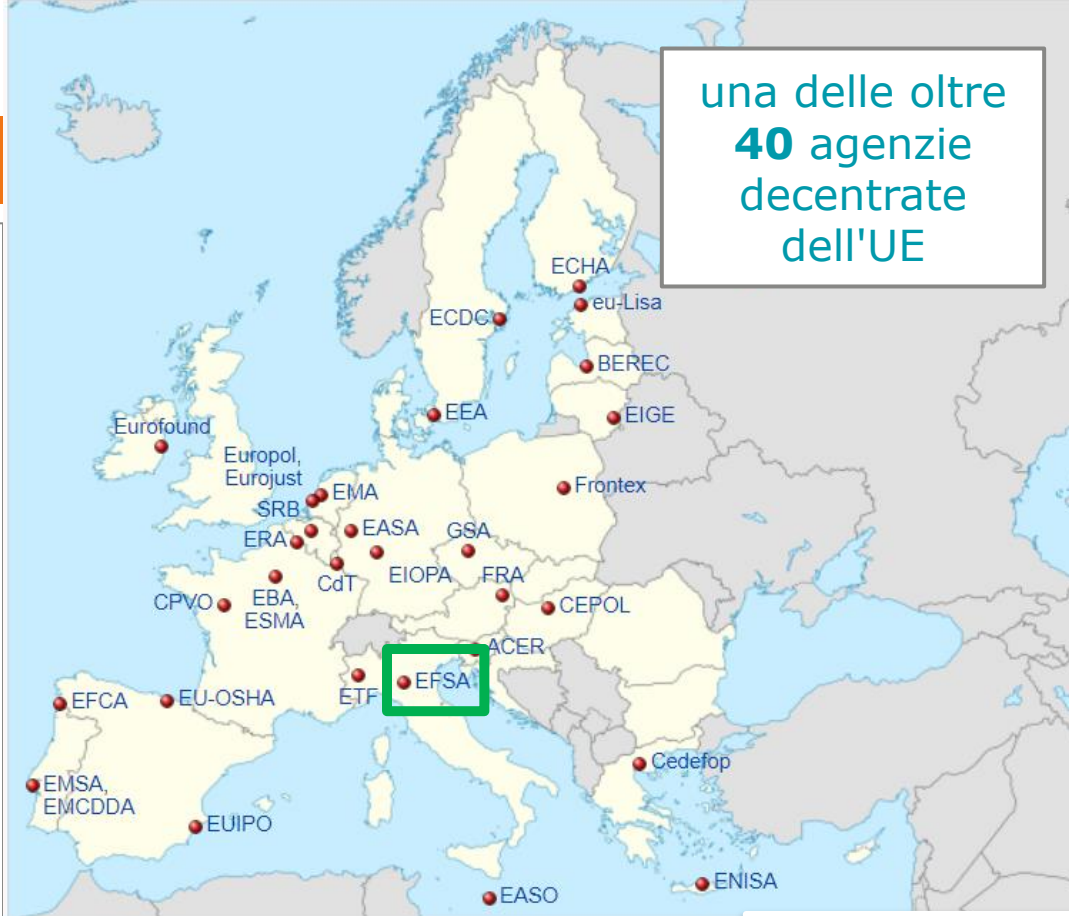 una delle oltre
40 agenzie
decentrate
dell'UE
ECHA
eu-Lisa
ECDC
BEREC
EEA
EIGE
Eurofound
Europol,
Eurojust
EMA
Frontex
SRB
ERA
EASA
GSA
EIOPA
FRA
CdT
CPVO
EBA,
ESMA
CEPOL
ACER
ETF
EFSA
EFCA
EU-OSHA
Cedefop
EMSA,
EMCDDA
EUIPO
ENISA
EASO